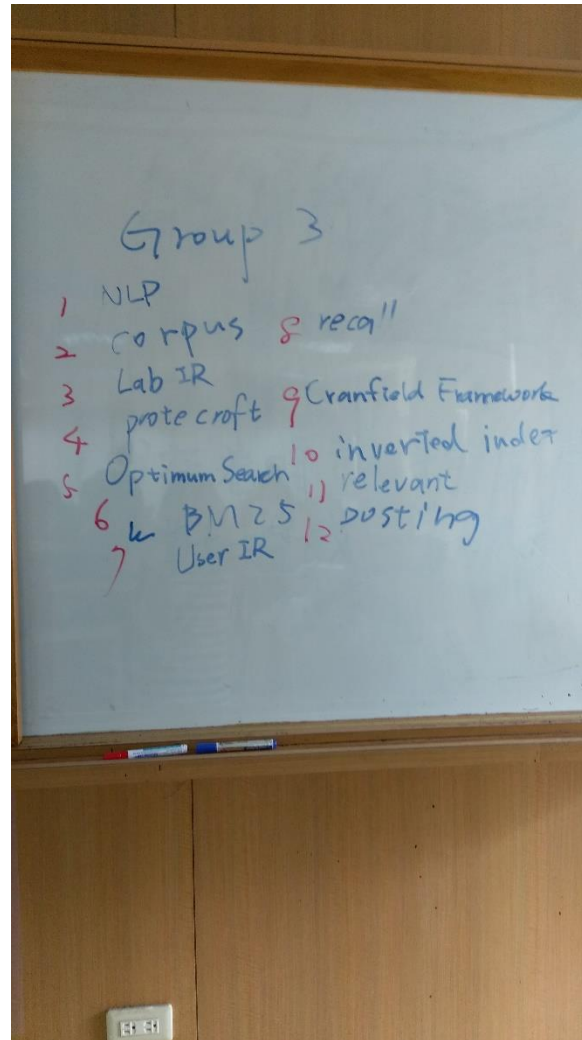 Group 3
1 NLP
2 corpus
3 Lab IR
4 protecroft
5 Optimum Search
6 BM25
7 User IR
8 recall
9 Cranfield Framework
10 inverted index
11 relevant
12 posting